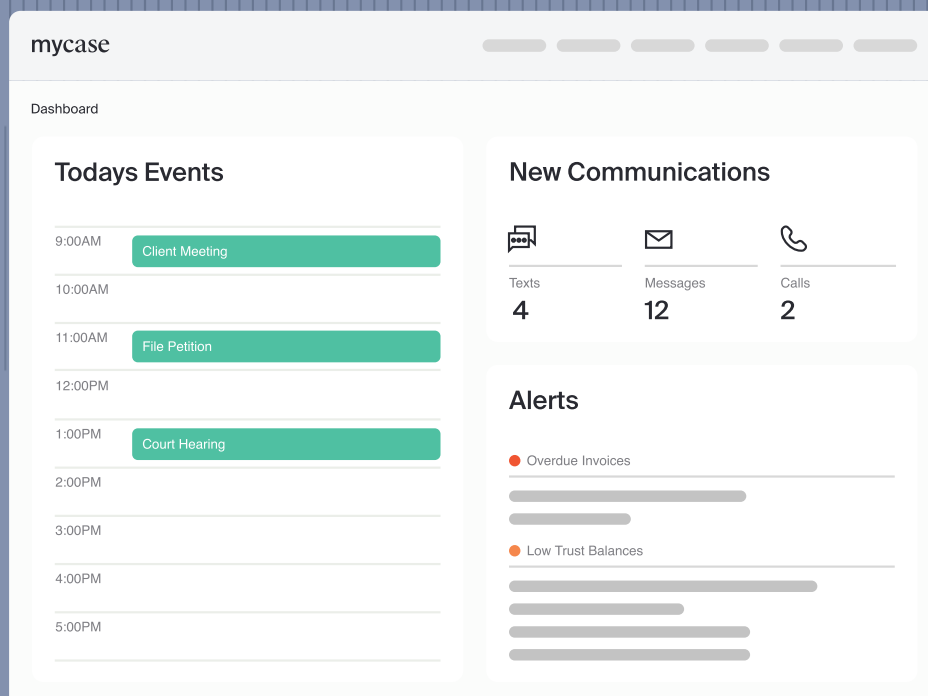 mycase
Dashboard
Todays Events
9:00AM
Client Meeting
10:00AM
11:00AM
File Petition
12:00PM
1:00PM
Court Hearing
2:00PM
3:00PM
4:00PM
5:00PM
New Communications
Texts
4
Messages
12
Calls
2
Alerts
Overdue Invoices
Low Trust Balances